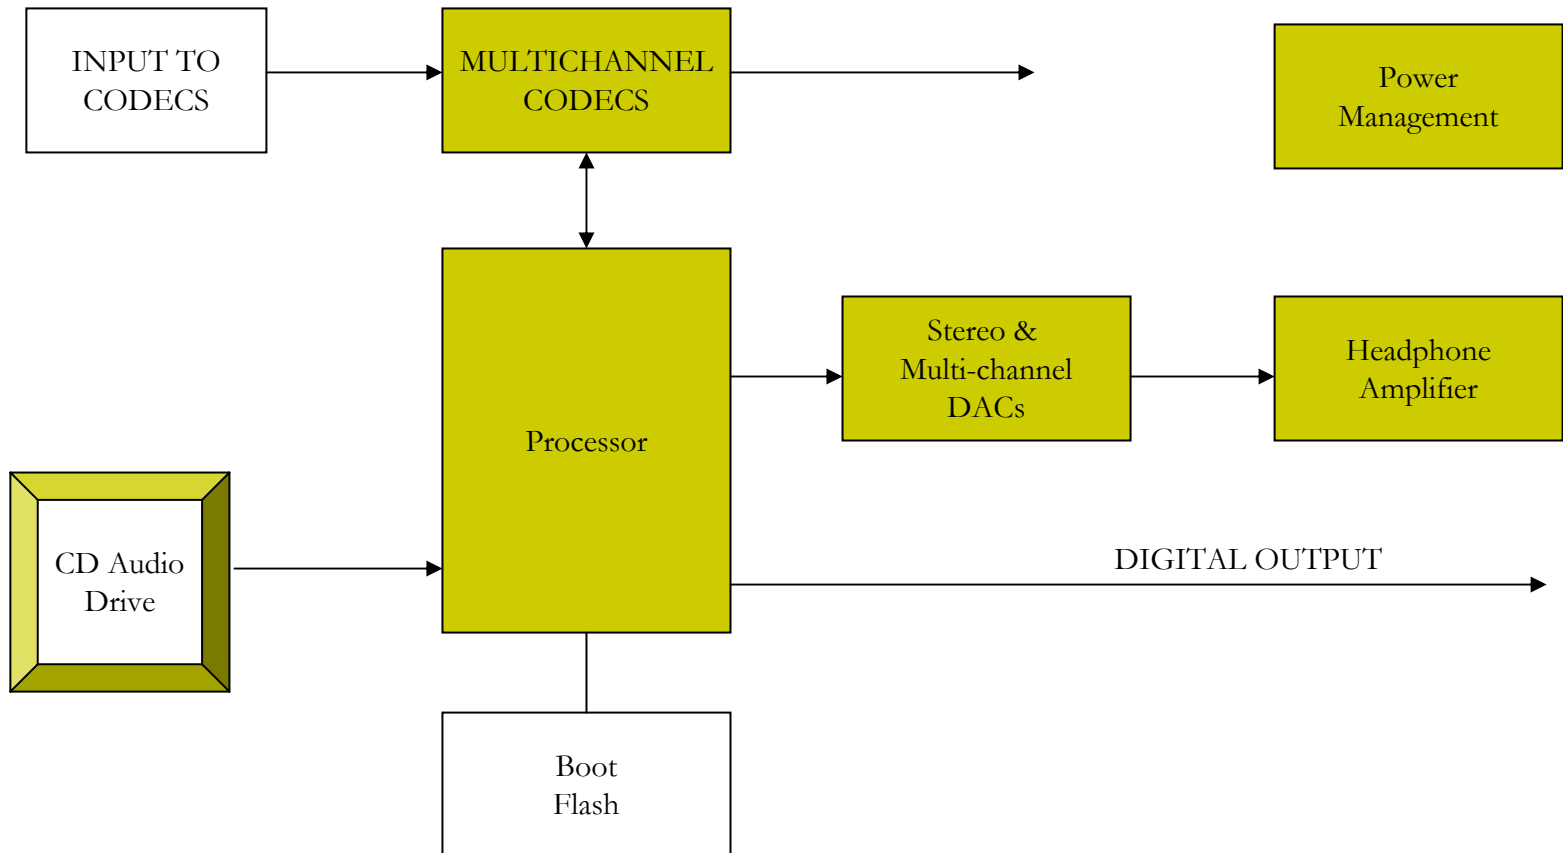 INPUT TO
CODECS
MULTICHANNEL
CODECS
Power
Management
Stereo &
Multi-channel
DACs
Headphone
Amplifier
Processor
CD Audio
Drive
DIGITAL OUTPUT
Boot
Flash